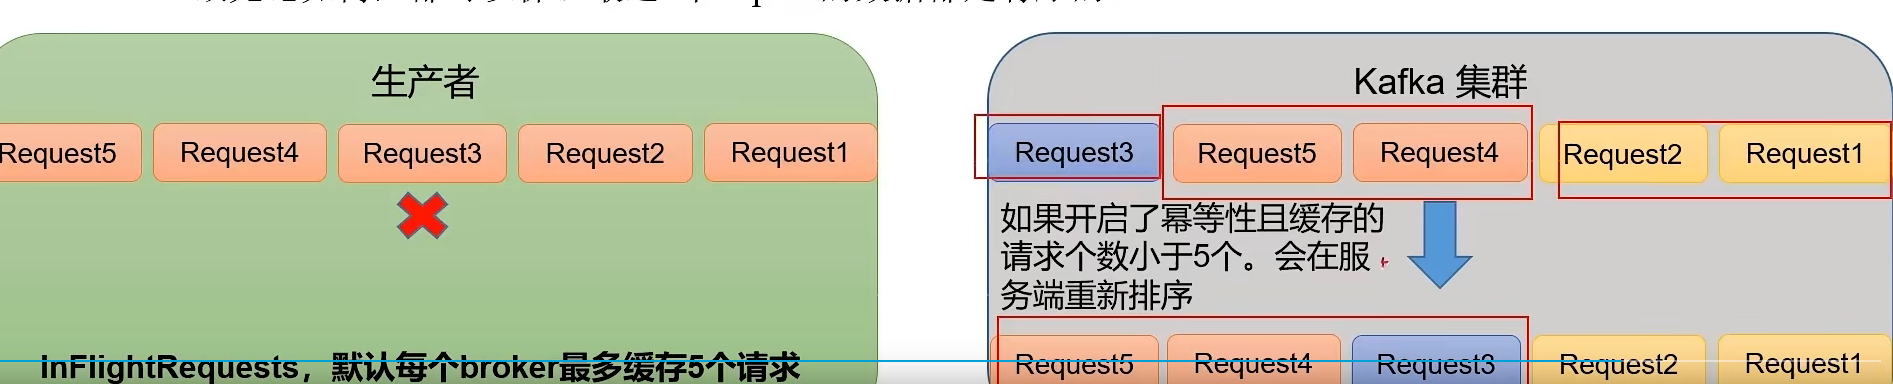 生产者
Request5 Request4 Request3 Request2 Request1
InFlightRequests，默认每个broker最多缓存5个请求
Kafka 集群
Request3 Request5 Request4 Request2 Request1
如果开启了幂等性且缓存的
请求个数小于5个。会在服
务端重新排序
Request5 Request4 Request3 Request2 Request1